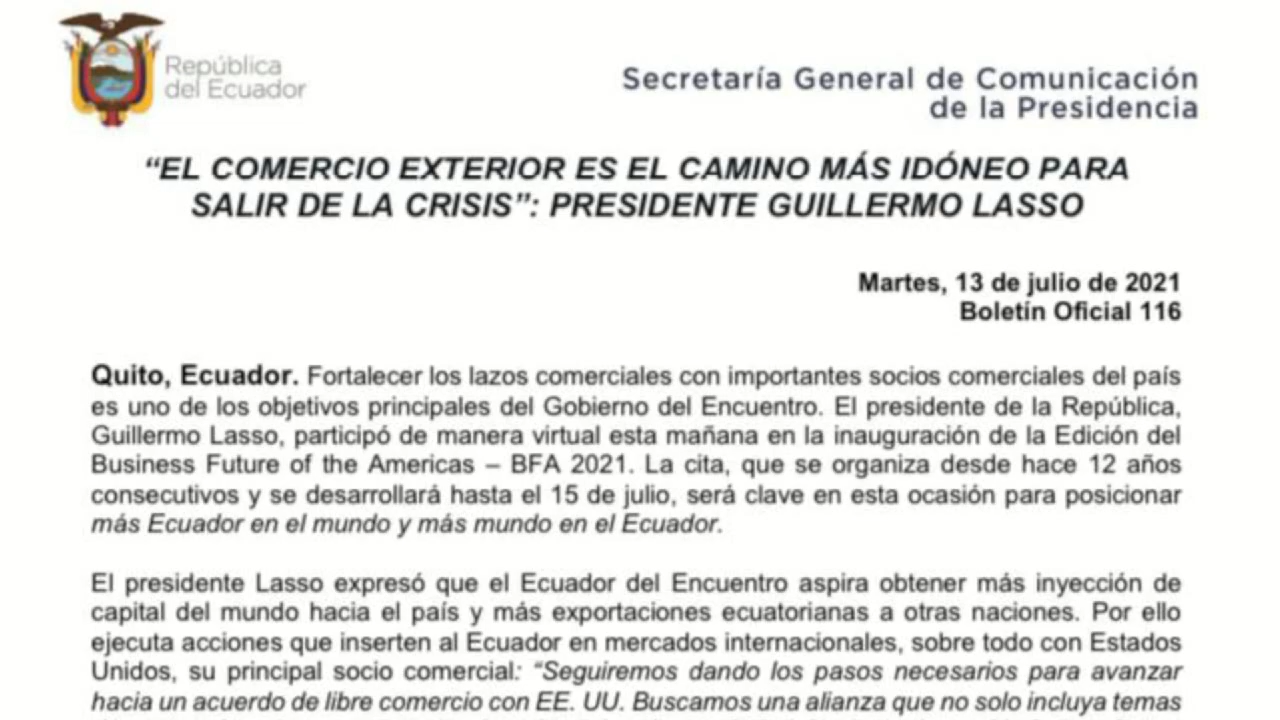 República
del Ecuador
Secretaría General de Comunicación
de la Presidencia
“EL COMERCIO EXTERIOR ES EL CAMINO MÁS IDÓNEO PARA
SALIR DE LA CRISIS”: PRESIDENTE GUILLERMO LASSO
Martes, 13 de julio de 2021
Boletín Oficial 116
Quito, Ecuador. Fortalecer los lazos comerciales con importantes socios comerciales del país
es uno de los objetivos principales del Gobierno del Encuentro. El presidente de la República,
Guillermo Lasso, participó de manera virtual esta mañana en la inauguración de la Edición del
Business Future of the Americas – BFA 2021. La cita, que se organiza desde hace 12 años
consecutivos y se desarrollará hasta el 15 de julio, será clave en esta ocasión para posicionar
más Ecuador en el mundo y más mundo en el Ecuador.
El presidente Lasso expresó que el Ecuador del Encuentro aspira obtener más inyección de
capital del mundo hacia el país y más exportaciones ecuatorianas a otras naciones. Por ello
ejecuta acciones que inserten al Ecuador en mercados internacionales, sobre todo con Estados
Unidos, su principal socio comercial: “Seguiremos dando los pasos necesarios para avanzar
hacia un acuerdo de libre comercio con EE. UU. Buscamos una alianza que no solo incluya temas